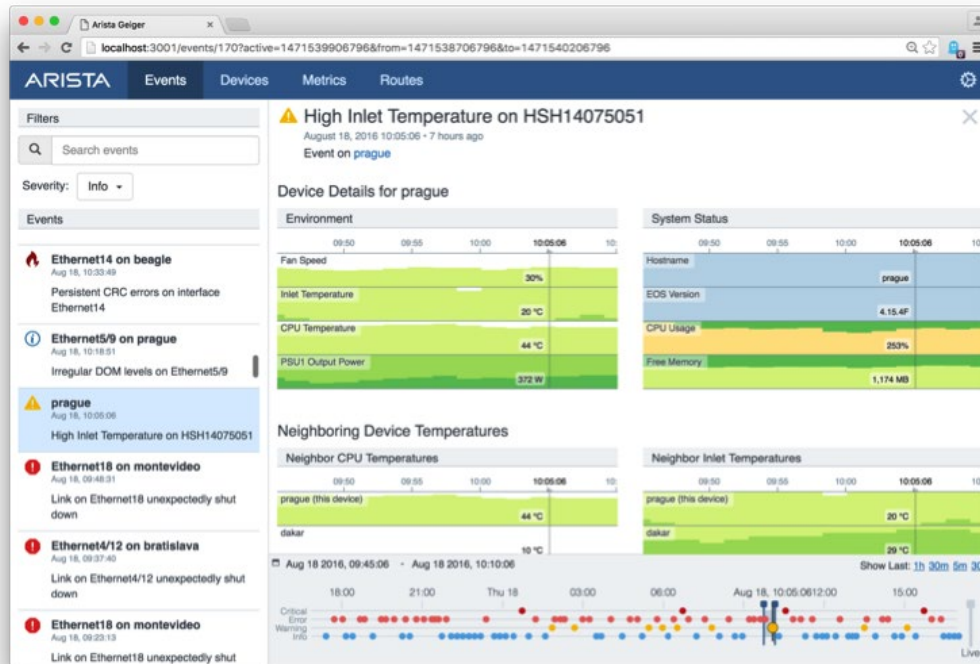 Arista Geiger
localhost:3001/events/170?active=1471539906796&from=1471538706796&to=1471540206796
ARISTA Events Devices Metrics Routes
Filters
Search events
Severity: Info
Events
Ethernet14 on beagle
Aug 18, 10:33:49
Persistent CRC errors on interface
Ethernet14
Ethernet5/9 on prague
Aug 18, 10:18:51
Irregular DOM levels on Ethernet5/9
prague
Aug 18, 10:05:06
High Inlet Temperature on HSH14075051
Ethernet18 on montevideo
Aug 18, 09:48:31
Link on Ethernet18 unexpectedly shut
down
Ethernet4/12 on bratislava
Aug 18, 09:37:40
Link on Ethernet4/12 unexpectedly shut
down
Ethernet18 on montevideo
Aug 18, 09:23:13
Link on Ethernet18 unexpectedly shut
High Inlet Temperature on HSH14075051
August 18, 2016 10:05:06 • 7 hours ago
Event on prague
Device Details for prague
Environment
09:50 09:55 10:00 10:05:06 10:
Fan Speed
30%
Inlet Temperature
20 °C
CPU Temperature
44 °C
PSU1 Output Power
372 W
System Status
09:50 09:55 10:00 10:05:06 10
Hostname
prague
EOS Version
4.15.4F
CPU Usage
253%
Free Memory
1,174 MB
Neighboring Device Temperatures
Neighbor CPU Temperatures
09:50 09:55 10:00 10:05:06 10:
prague (this device)
44 °C
dakar
10 °C
Neighbor Inlet Temperatures
09:50 09:55 10:00 10:05:06 10
prague (this device)
20 °C
dakar
29 °C
Aug 18 2016, 09:45:06 - Aug 18 2016, 10:10:06
Show Last: 1h 30m 5m 30
18:00 21:00 Thu 18 03:00 06:00 Aug 18, 10:05:06 12:00 15:00
Critical
Error
Warning
Info
Live